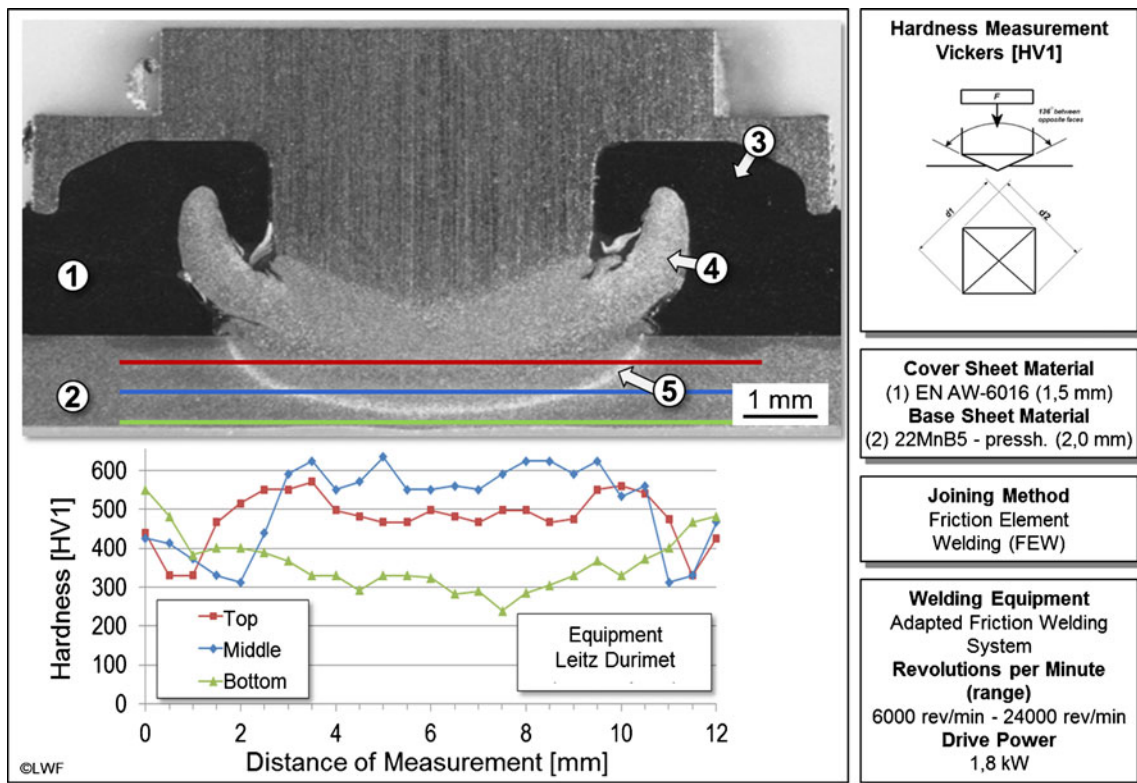 3
1
4
2
5
1 mm
Hardness [HV1]
600
500
400
300
200
100
0
Top
Middle
Bottom
Equipment
Leitz Durimet
0
2
4
6
8
10
12
Distance of Measurement [mm]
©LWF
Hardness Measurement
Vickers [HV1]
F
136° between
opposite faces
d1
d2
Cover Sheet Material
(1) EN AW-6016 (1,5 mm)
Base Sheet Material
(2) 22MnB5 - pressh. (2,0 mm)
Joining Method
Friction Element
Welding (FEW)
Welding Equipment
Adapted Friction Welding
System
Revolutions per Minute
(range)
6000 rev/min - 24000 rev/min
Drive Power
1,8 kW